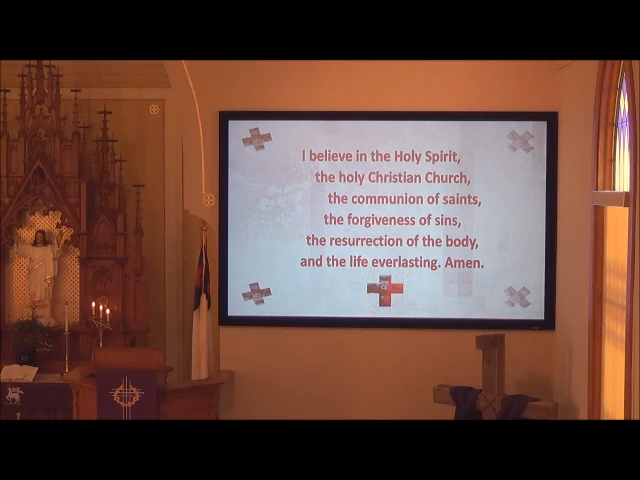 I believe in the Holy Spirit,
the holy Christian Church,
the communion of saints,
the forgiveness of sins,
the resurrection of the body,
and the life everlasting. Amen.